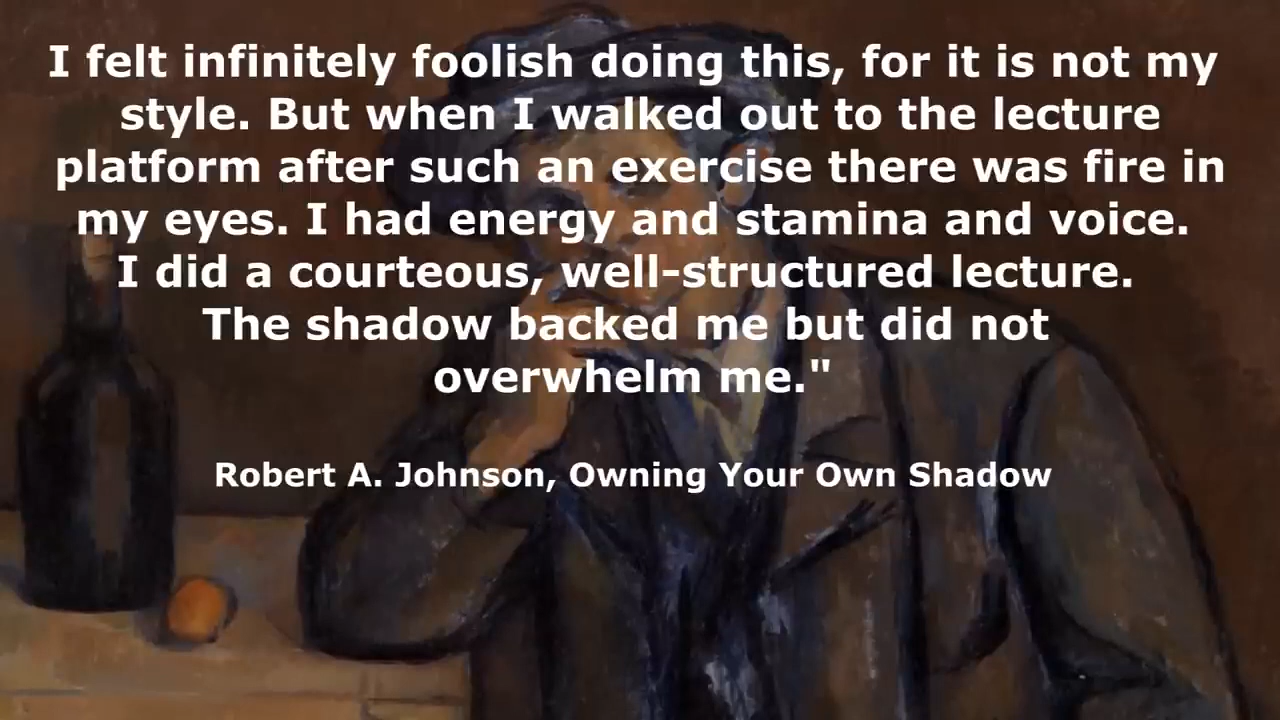 I felt infinitely foolish doing this, for it is not my
style. But when I walked out to the lecture
platform after such an exercise there was fire in
my eyes. I had energy and stamina and voice.
I did a courteous, well-structured lecture.
The shadow backed me but did not
overwhelm me."
Robert A. Johnson, Owning Your Own Shadow